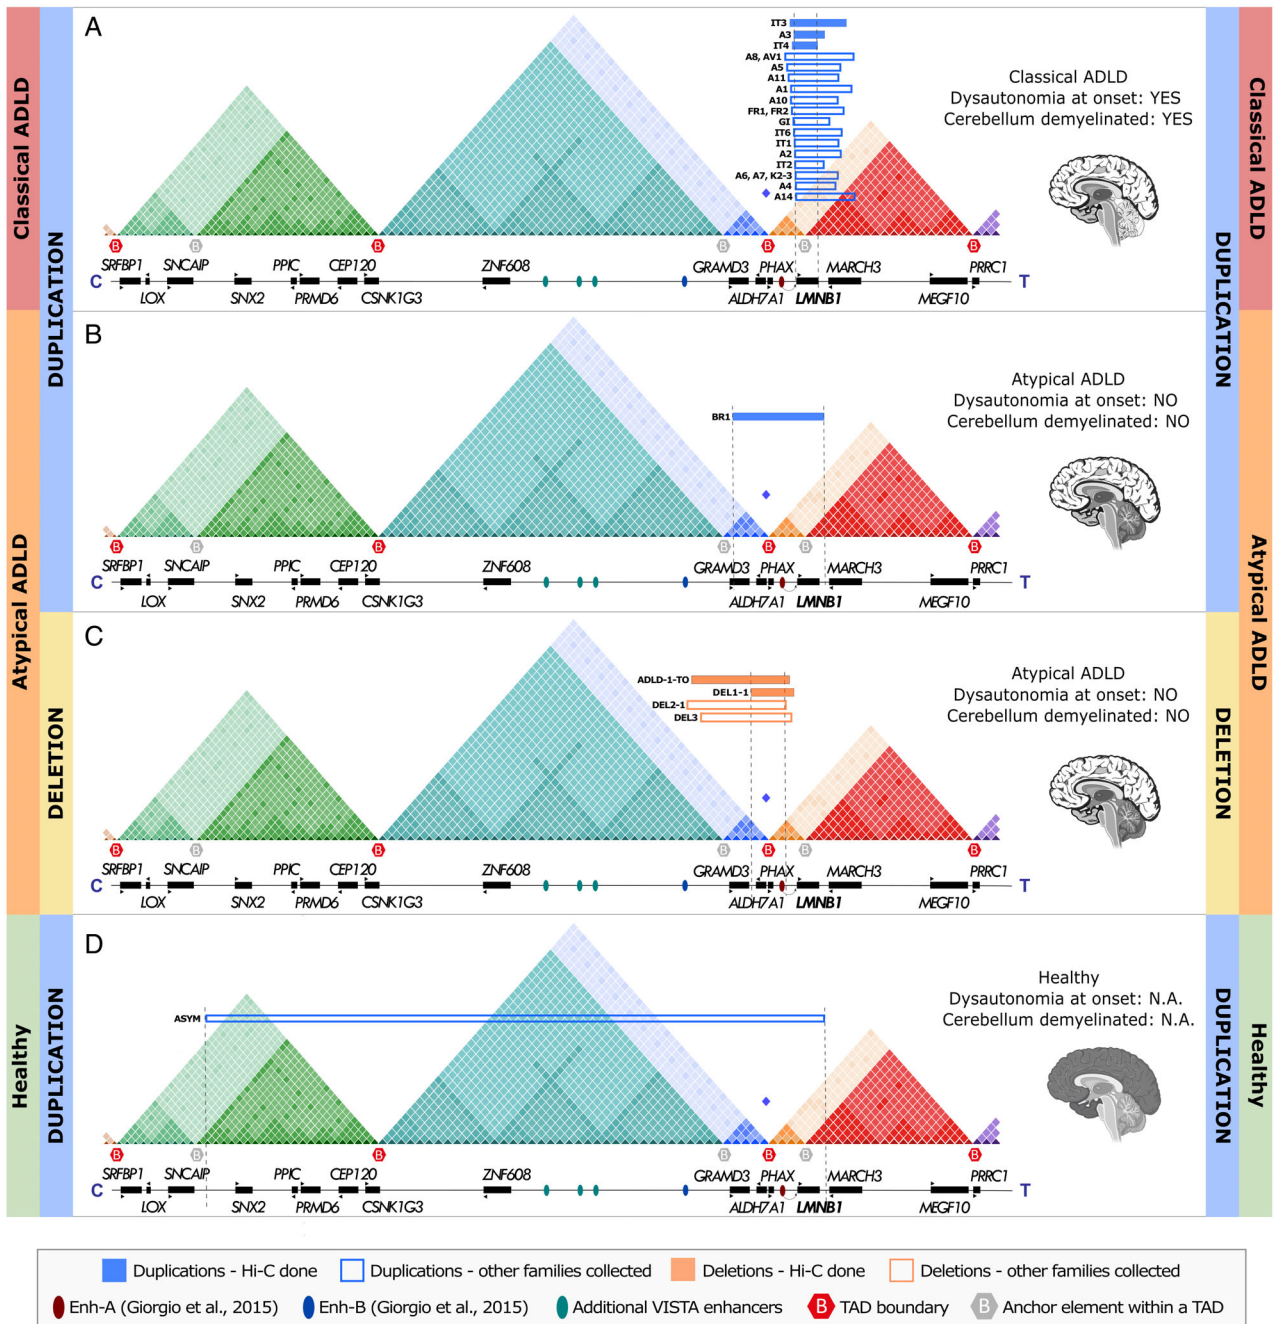 Classical ADLD
Atypical ADLD
Healthy
DUPLICATION
DELETION
DUPLICATION
A
IT3
A3
IT4
A8, AV1
A5
A11
A1
A10
FR1, FR2
GI
IT6
IT1
A2
IT2
A6, A7, K2-3
A4
A14
Classical ADLD
Dysautonomia at onset: YES
Cerebellum demyelinated: YES
B B B B B B B
SRFBP1 SNCAIP PPIC CEP120 ZNF608 GRAMD3 PHAX MARCH3 PRRC1
C T
LOX SNX2 PRMD6 CSNK1G3 ALDH7A1 LMNB1 MEGF10
B
BR1
Atypical ADLD
Dysautonomia at onset: NO
Cerebellum demyelinated: NO
B B B B B B B
SRFBP1 SNCAIP PPIC CEP120 ZNF608 GRAMD3 PHAX MARCH3 PRRC1
C T
LOX SNX2 PRMD6 CSNK1G3 ALDH7A1 LMNB1 MEGF10
C
ADLD-1-TO
DEL1-1
DEL2-1
DEL3
Atypical ADLD
Dysautonomia at onset: NO
Cerebellum demyelinated: NO
B B B B B B B
SRFBP1 SNCAIP PPIC CEP120 ZNF608 GRAMD3 PHAX MARCH3 PRRC1
C T
LOX SNX2 PRMD6 CSNK1G3 ALDH7A1 LMNB1 MEGF10
D
ASYM
Healthy
Dysautonomia at onset: N.A.
Cerebellum demyelinated: N.A.
B B B B B B B
SRFBP1 SNCAIP PPIC CEP120 ZNF608 GRAMD3 PHAX MARCH3 PRRC1
C T
LOX SNX2 PRMD6 CSNK1G3 ALDH7A1 LMNB1 MEGF10
DUPLICATION
DELETION
DUPLICATION
Classical ADLD
Atypical ADLD
Healthy
Duplications - Hi-C done Duplications - other families collected Deletions - Hi-C done Deletions - other families collected
Enh-A (Giorgio et al., 2015) Enh-B (Giorgio et al., 2015) Additional VISTA enhancers B TAD boundary B Anchor element within a TAD